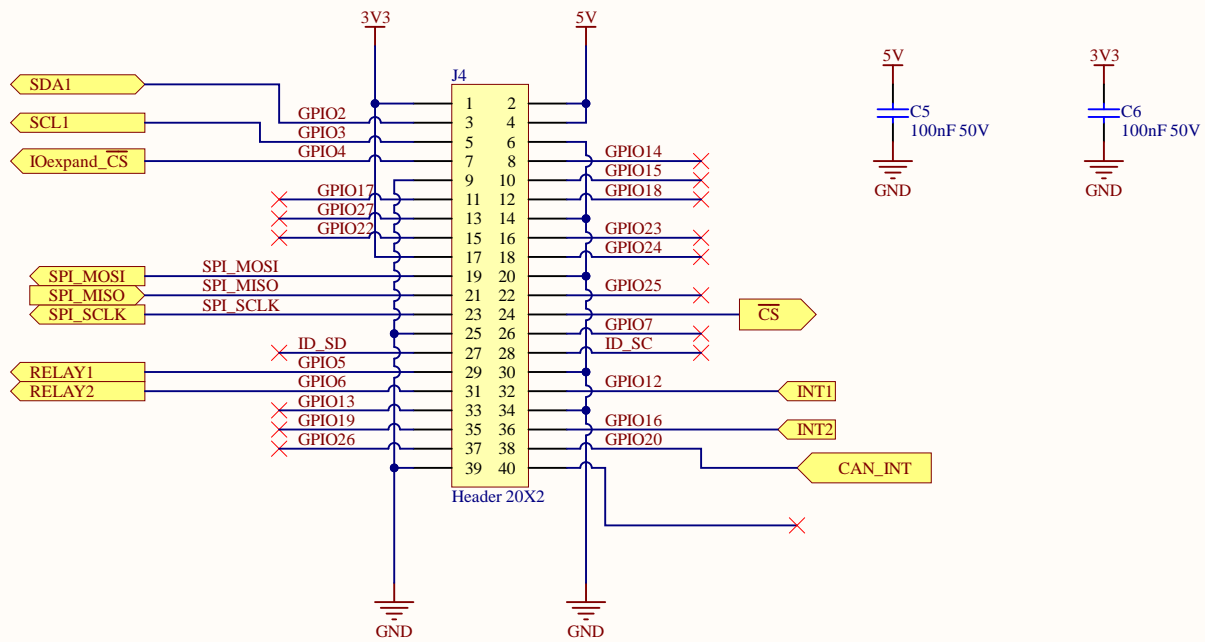 3V3
5V
J4
5V
3V3
SDA1
GPIO2
1 2
C5
C6
SCL1
GPIO3
3 4
100nF 50V
100nF 50V
IOexpand_CS
GPIO4
5 6
GPIO14
7 8
GPIO15
GND
GND
9 10
GPIO17
GPIO18
11 12
GPIO27
13 14
GPIO22
GPIO23
15 16
GPIO24
17 18
SPI_MOSI
SPI_MOSI
19 20
SPI_MISO
SPI_MISO
21 22
GPIO25
SPI_SCLK
SPI_SCLK
23 24
CS
25 26
GPIO7
ID_SD
27 28
ID_SC
RELAY1
GPIO5
29 30
RELAY2
GPIO6
31 32
GPIO12
INT1
GPIO13
33 34
GPIO19
35 36
GPIO16
INT2
GPIO26
37 38
GPIO20
39 40
CAN_INT
Header 20X2
GND
GND